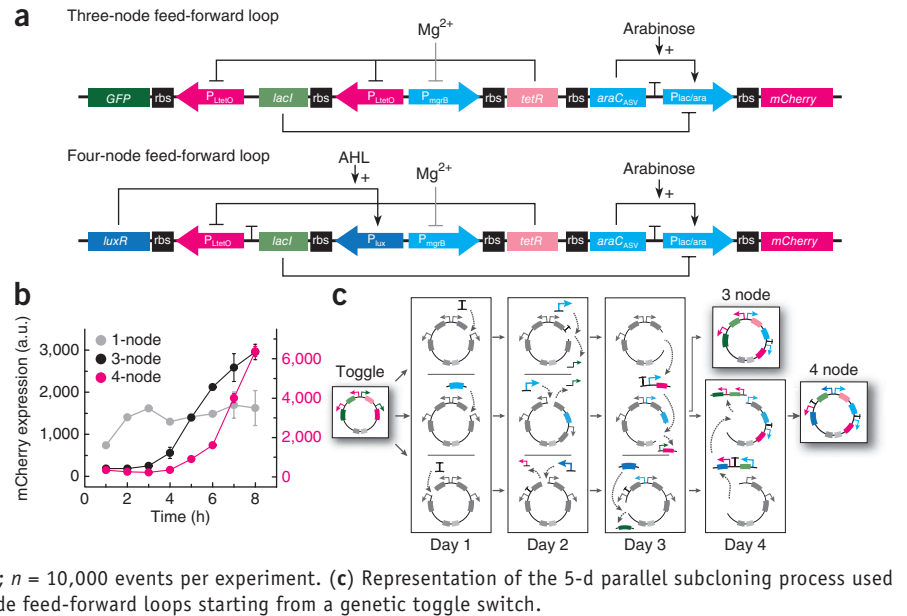 a
Three-node feed-forward loop
Mg2+
Arabinose
+
GFP rbs PLtetO lacI rbs PLtetO PmgrB rbs tetR rbs araCASV Plac/ara rbs mCherry
Four-node feed-forward loop
AHL
+
Mg2+
Arabinose
+
luxR rbs PLtetO lacI rbs Plux PmgrB rbs tetR rbs araCASV Plac/ara rbs mCherry
b
mCherry expression (a.u.)
3,000
2,000
1,000
0
1-node
3-node
4-node
6,000
4,000
2,000
0
0 1 2 3 4 5 6 7 8
Time (h)
c
Toggle
3 node
4 node
Day 1
Day 2
Day 3
Day 4
; n = 10,000 events per experiment. (c) Representation of the 5-d parallel subcloning process used
de feed-forward loops starting from a genetic toggle switch.